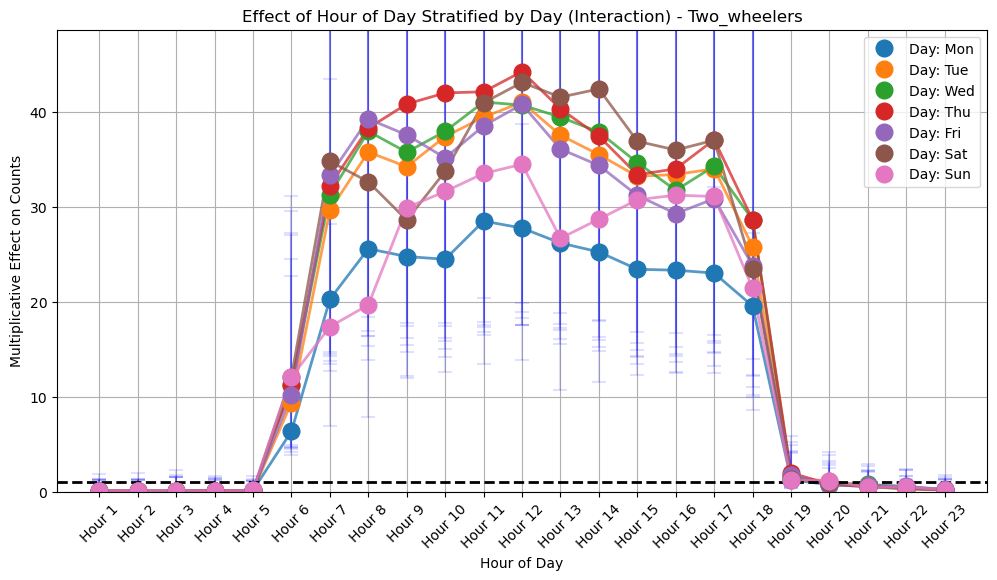 Effect of Hour of Day Stratified by Day (Interaction) - Two_wheelers
Multiplicative Effect on Counts
40
30
20
10
0
Day: Mon
Day: Tue
Day: Wed
Day: Thu
Day: Fri
Day: Sat
Day: Sun
Hour 1
Hour 2
Hour 3
Hour 4
Hour 5
Hour 6
Hour 7
Hour 8
Hour 9
Hour 10
Hour 11
Hour 12
Hour 13
Hour 14
Hour 15
Hour 16
Hour 17
Hour 18
Hour 19
Hour 20
Hour 21
Hour 22
Hour 23
Hour of Day